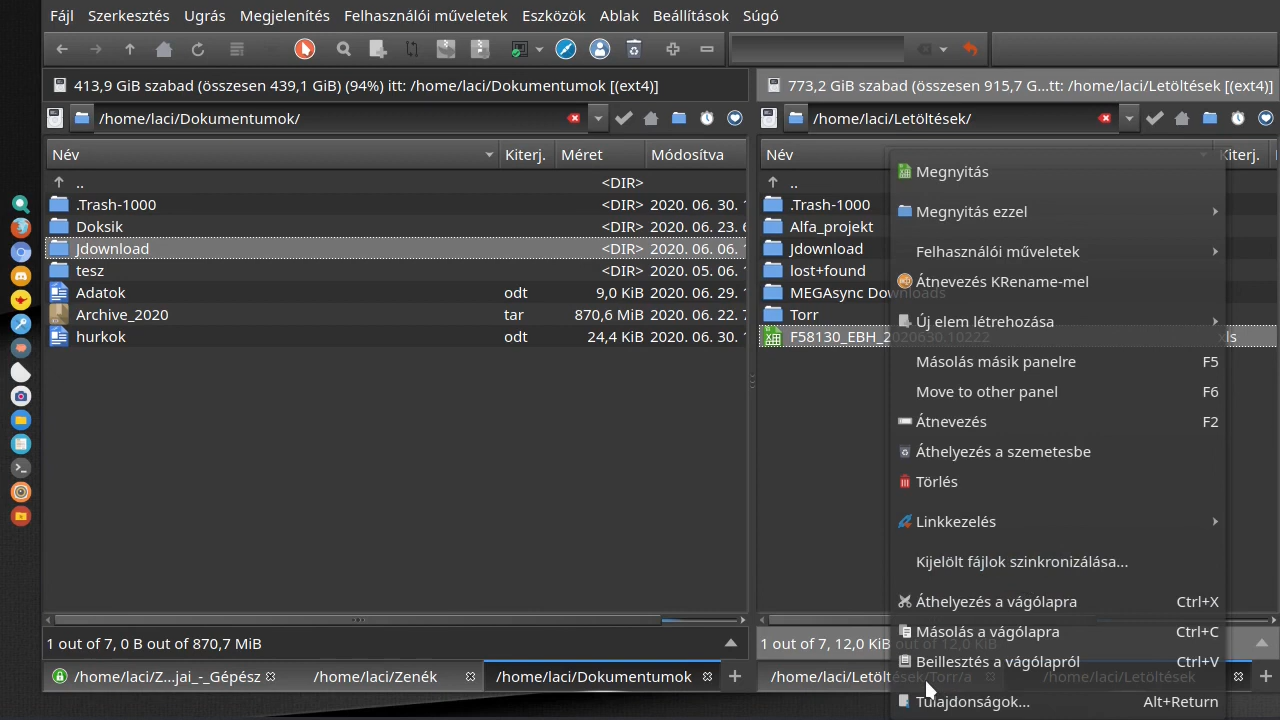 Fájl Szerkesztés Ugrás Megjelenítés Felhasználói műveletek Eszközök Ablak Beállítások Súgó
413,9 GiB szabad (összesen 439,1 GiB) (94%) itt: /home/laci/Dokumentumok [(ext4)]
/home/laci/Dokumentumok/
Név Kiterj. Méret Módosítva
.. <DIR>
.Trash-1000 <DIR> 2020. 06. 30.
Doksik <DIR> 2020. 06. 23.
Jdownload <DIR> 2020. 06. 06.
tesz <DIR> 2020. 05. 06.
Adatok odt 9,0 KiB 2020. 06. 29.
Archive_2020 tar 870,6 MiB 2020. 06. 22.
hurkok odt 24,4 KiB 2020. 06. 30.
1 out of 7, 0 B out of 870,7 MiB
/home/laci/Z...jai_-_Gépész /home/laci/Zenék /home/laci/Dokumentumok
773,2 GiB szabad (összesen 915,7 G...tt: /home/laci/Letöltések [(ext4)]
/home/laci/Letöltések/
Név Kiterj.
..
.Trash-1000
Alfa_projekt
Jdownload
lost+found
MEGAsync Downloads
Torr
F58130_EBH_2020630.10222 xls
1 out of 7, 12,0 KiB out of 12,0 KiB
/home/laci/Letöltések/Torr/a /home/laci/Letöltések
Megnyitás
Megnyitás ezzel
Felhasználói műveletek
Átnevezés KRename-mel
Új elem létrehozása
Másolás másik panelre F5
Move to other panel F6
Átnevezés F2
Áthelyezés a szemetesbe
Törlés
Linkkezelés
Kijelölt fájlok szinkronizálása...
Áthelyezés a vágólapra Ctrl+X
Másolás a vágólapra Ctrl+C
Beillesztés a vágólapról Ctrl+V
Tulajdonságok... Alt+Return